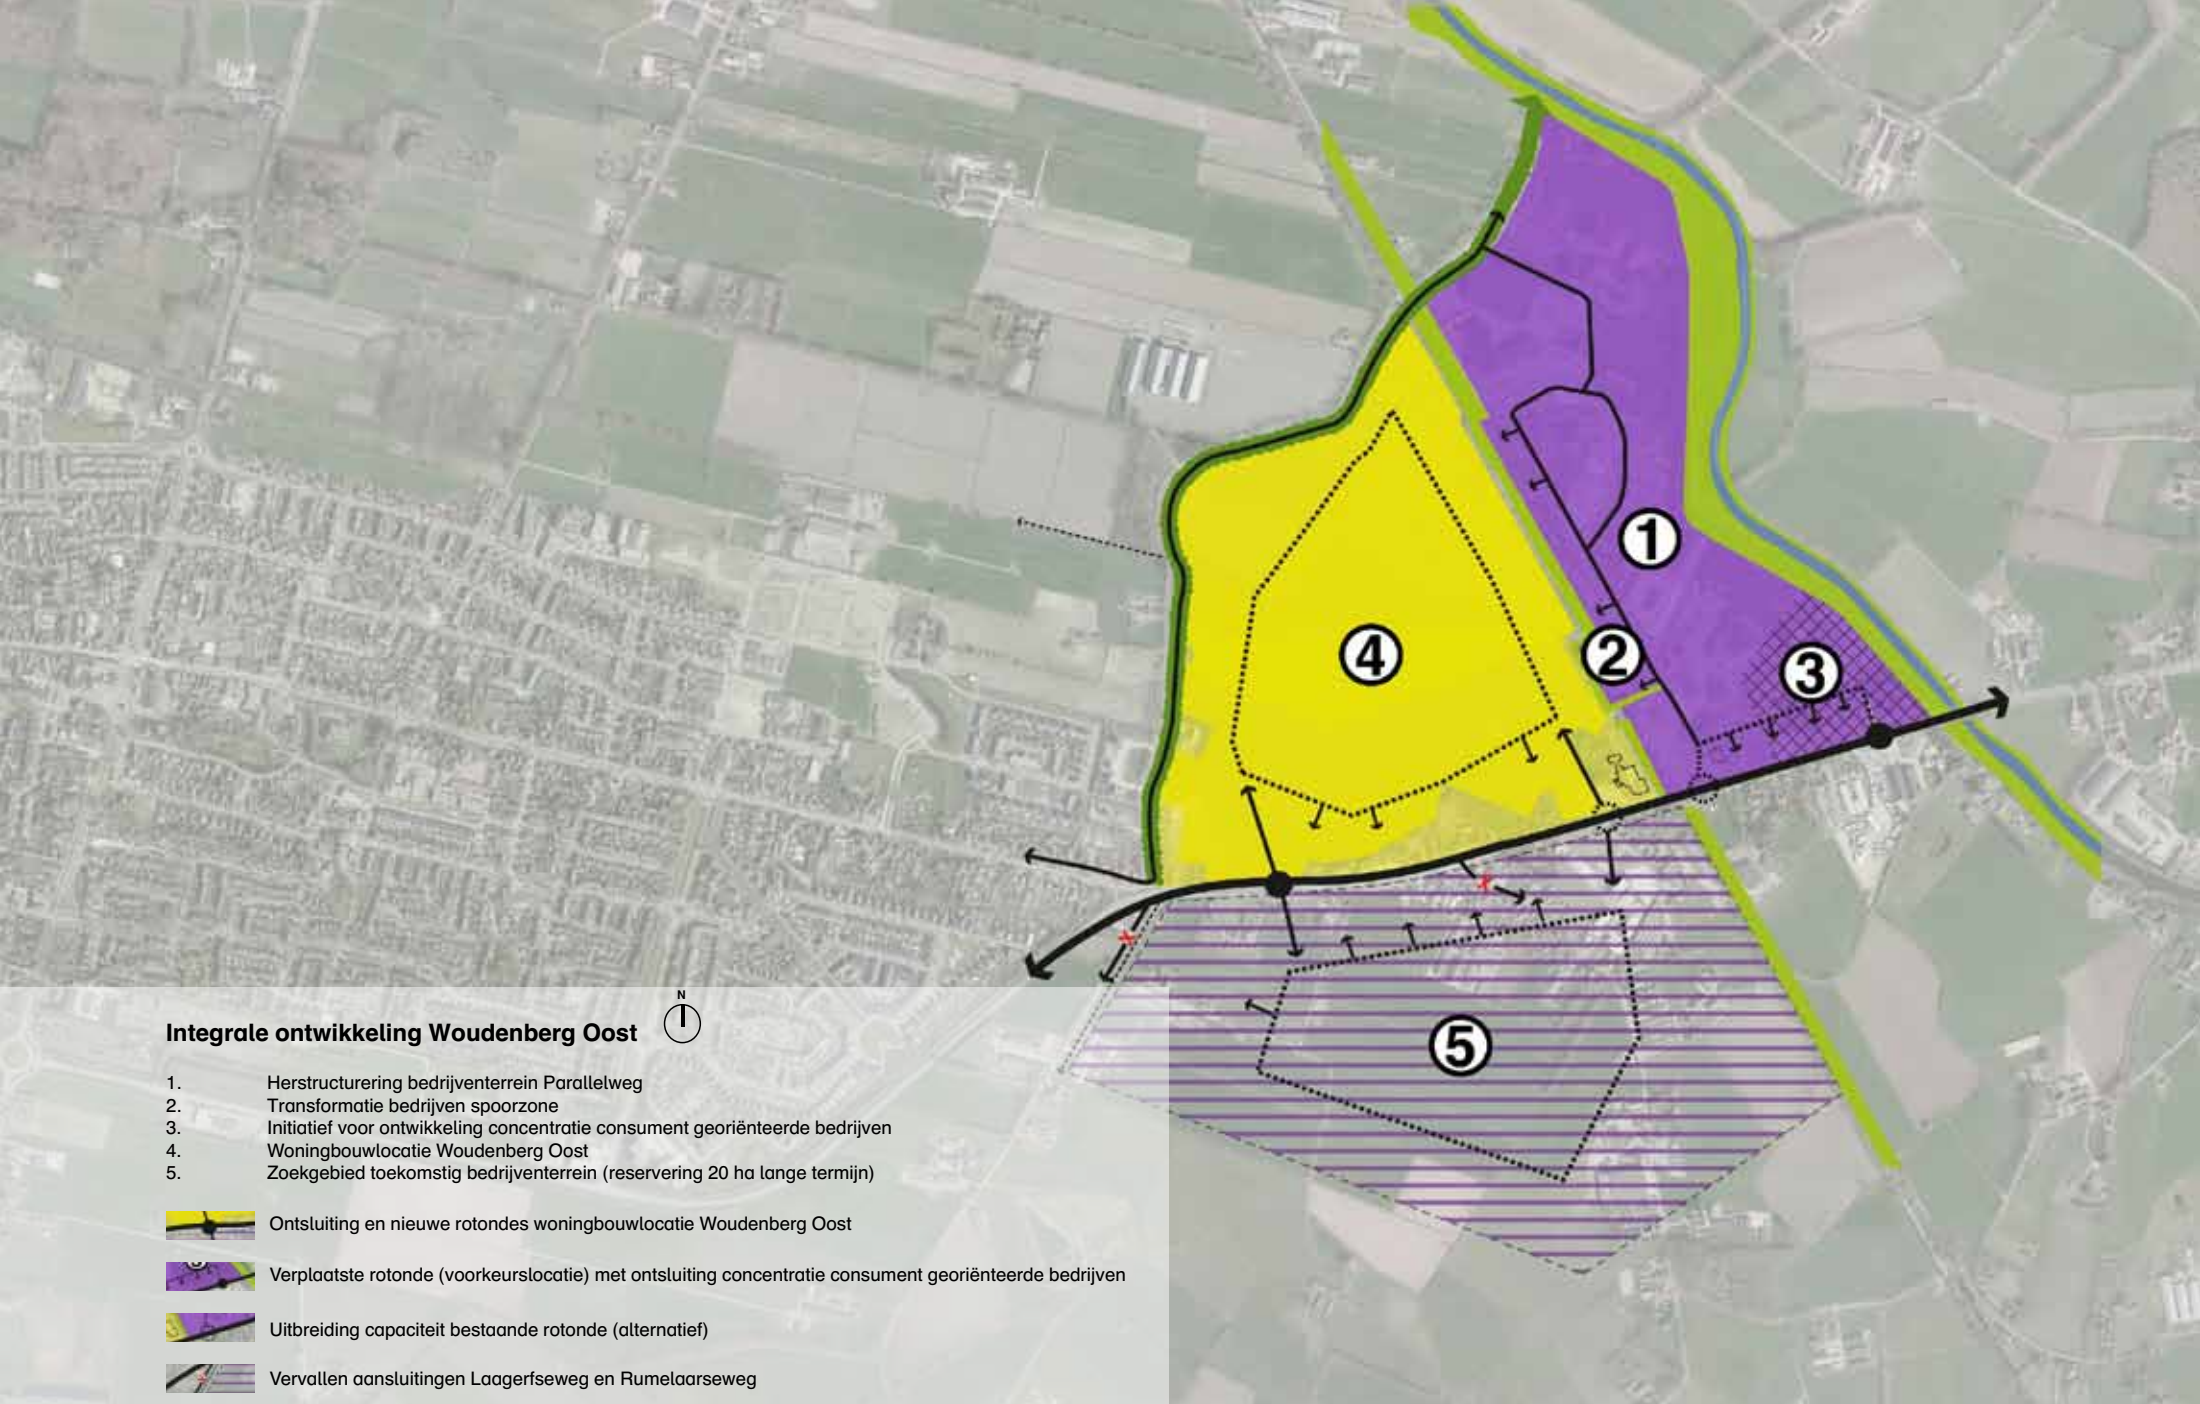 1
2
3
4
5
N
Integrale ontwikkeling Woudenberg Oost
1. Herstructurering bedrijventerrein Parallelweg
2. Transformatie bedrijven spoorzone
3. Initiatief voor ontwikkeling concentratie consument georiënteerde bedrijven
4. Woningbouwlocatie Woudenberg Oost
5. Zoekgebied toekomstig bedrijventerrein (reservering 20 ha lange termijn)
Ontsluiting en nieuwe rotondes woningbouwlocatie Woudenberg Oost
Verplaatste rotonde (voorkeurslocatie) met ontsluiting concentratie consument georiënteerde bedrijven
Uitbreiding capaciteit bestaande rotonde (alternatief)
Vervallen aansluitingen Laagerfseweg en Rumelaarseweg